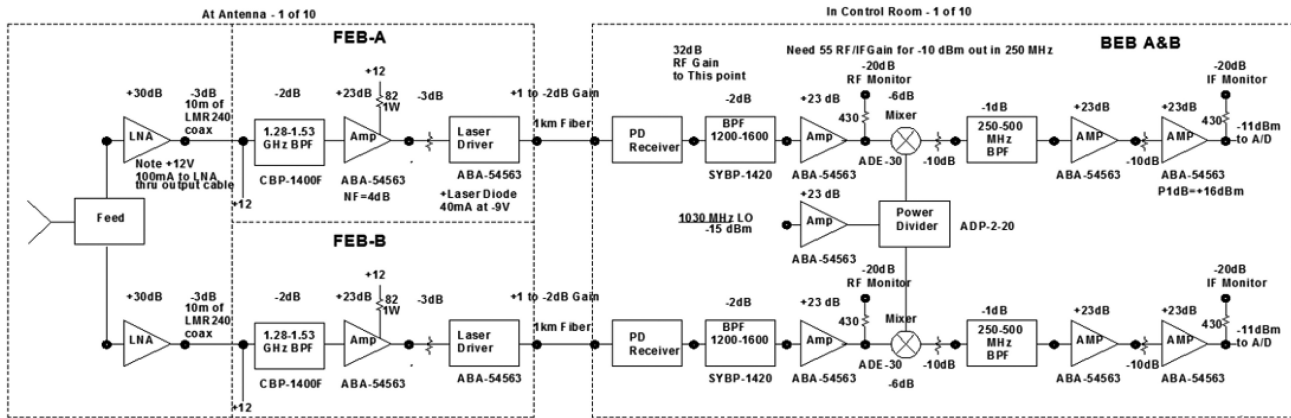 At Antenna - 1 of 10
In Control Room - 1 of 10
FEB-A
+30dB
-3dB
10m of
LMR240
coax
LNA
Note +12V
100mA to LNA
thru output cable
+12
-2dB
1.28-1.53
GHz BPF
CBP-1400F
+23dB
+12
82
1W
Amp
ABA-54563
NF=4dB
-3dB
Laser
Driver
ABA-54563
+Laser Diode
40mA at -9V
+1 to -2dB Gain
1km Fiber
Feed
BEB A&B
32dB
RF Gain
to This point
Need 55 RF/IF Gain for -10 dBm out in 250 MHz
PD
Receiver
-2dB
BPF
1200-1600
SYBP-1420
+23 dB
Amp
ABA-54563
-20dB
RF Monitor
430
-6dB
Mixer
ADE-30
-10dB
-1dB
250-500
MHz
BPF
+23dB
AMP
ABA-54563
-10dB
+23dB
AMP
ABA-54563
P1dB=+16dBm
-20dB
IF Monitor
430
-11dBm
to A/D
1030 MHz LO
-15 dBm
+23 dB
Amp
ABA-54563
Power
Divider
ADP-2-20
FEB-B
+30dB
-3dB
10m of
LMR240
coax
LNA
+12
-2dB
1.28-1.53
GHz BPF
CBP-1400F
+23dB
+12
82
1W
Amp
ABA-54563
-3dB
Laser
Driver
ABA-54563
+1 to -2dB Gain
1km Fiber
PD
Receiver
-2dB
BPF
1200-1600
SYBP-1420
+23 dB
Amp
ABA-54563
-20dB
RF Monitor
430
Mixer
ADE-30
-6dB
-10dB
-1dB
250-500
MHz
BPF
+23dB
AMP
ABA-54563
-10dB
+23dB
AMP
ABA-54563
-20dB
IF Monitor
430
-11dBm
to A/D